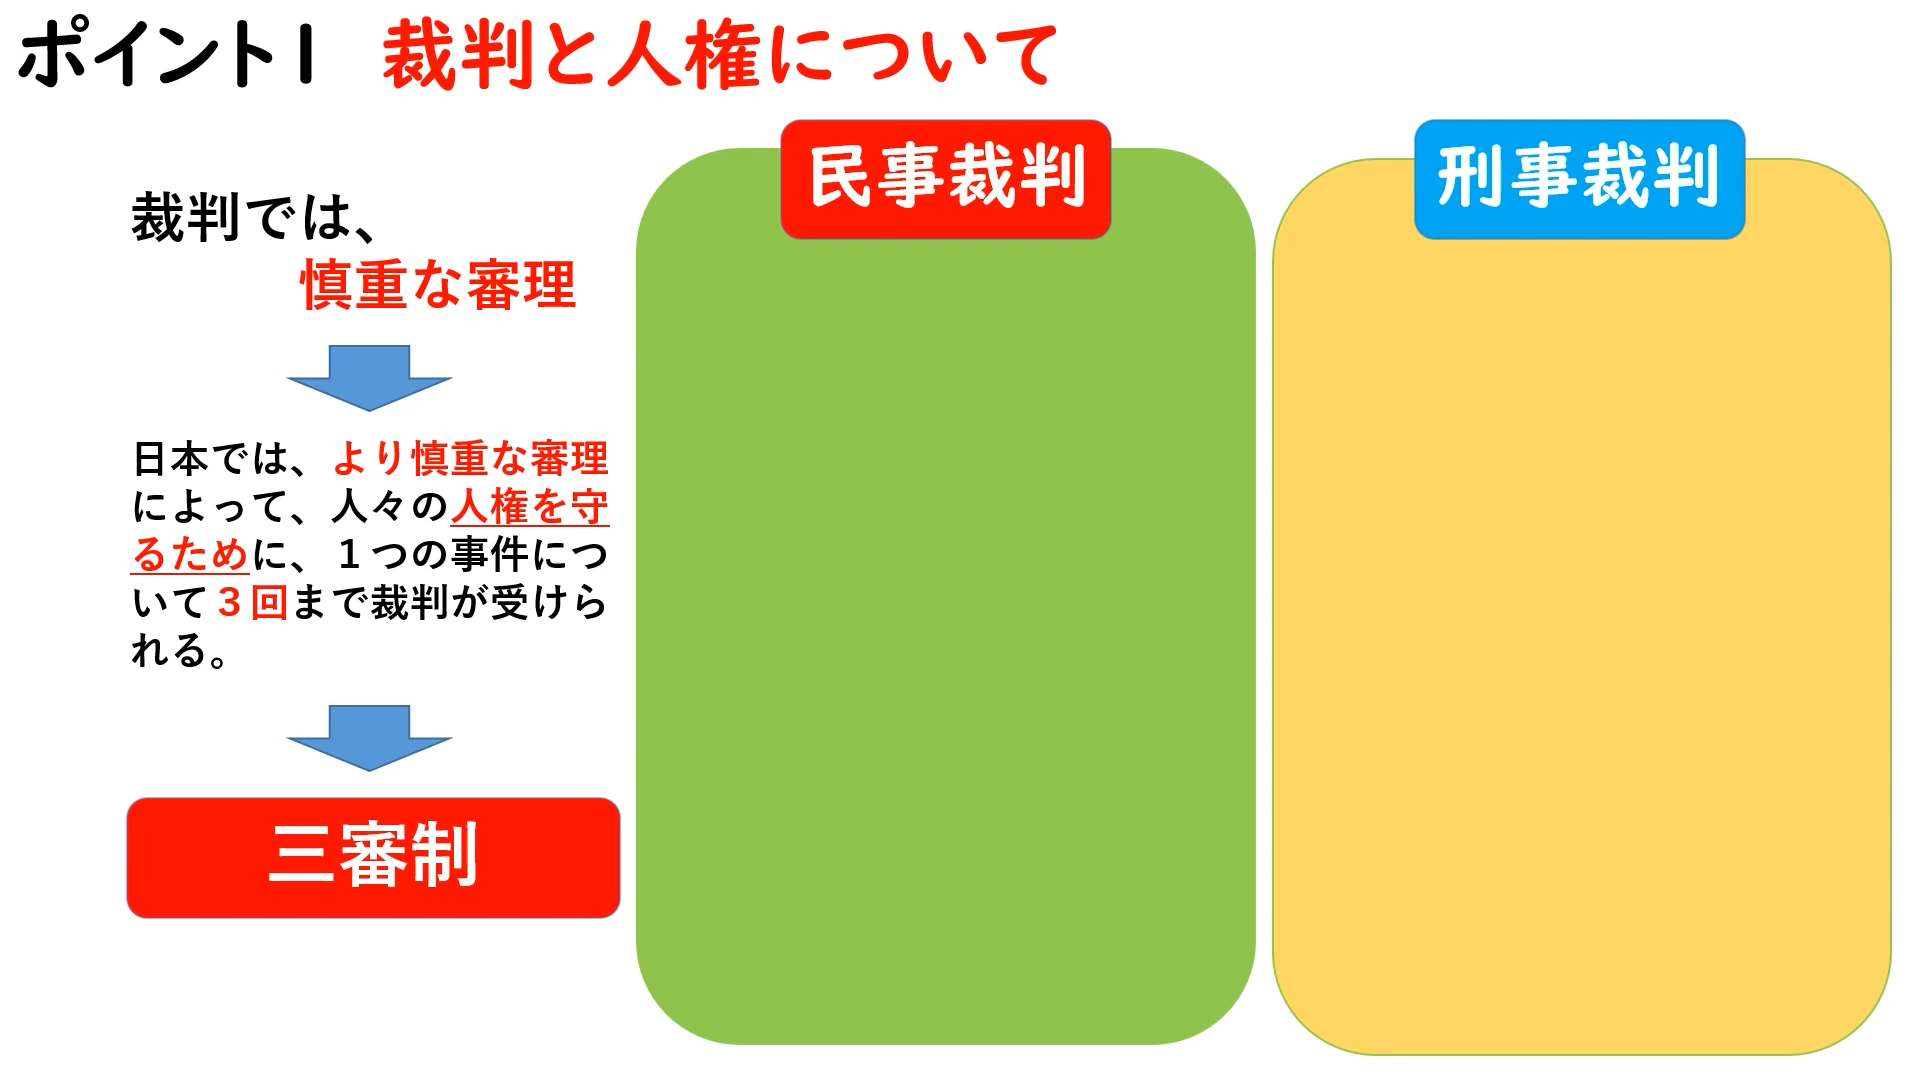 ポイント1　裁判と人権について
裁判では、
慎重な審理
日本では、より慎重な審理
によって、人々の人権を守
るために、１つの事件につ
いて３回まで裁判が受けら
れる。
三審制
民事裁判
刑事裁判